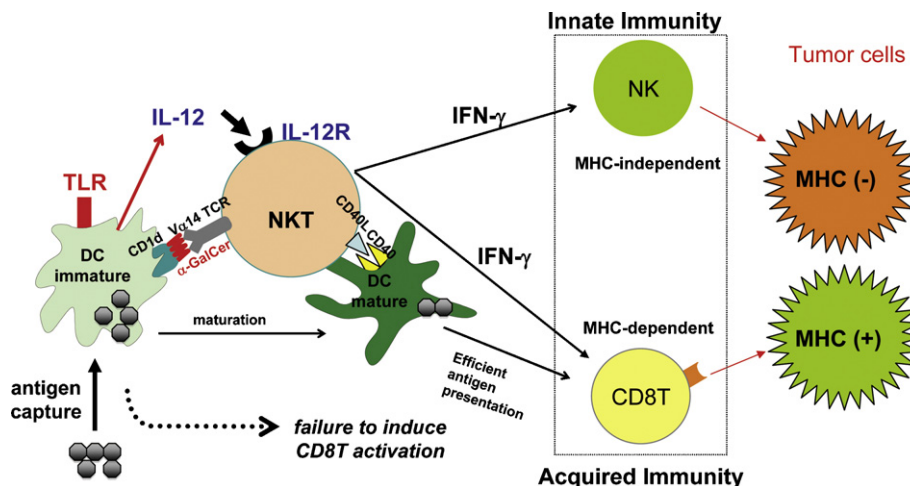 Innate Immunity
Tumor cells
IL-12
IL-12R
IFN-γ
NK
MHC-independent
MHC (-)
TLR
DC
immature
CD1d
Vα14 TCR
α-GalCer
NKT
CD40L
CD40
DC
mature
IFN-γ
maturation
MHC-dependent
MHC (+)
CD8T
Efficient
antigen
presentation
antigen
capture
failure to induce
CD8T activation
Acquired Immunity